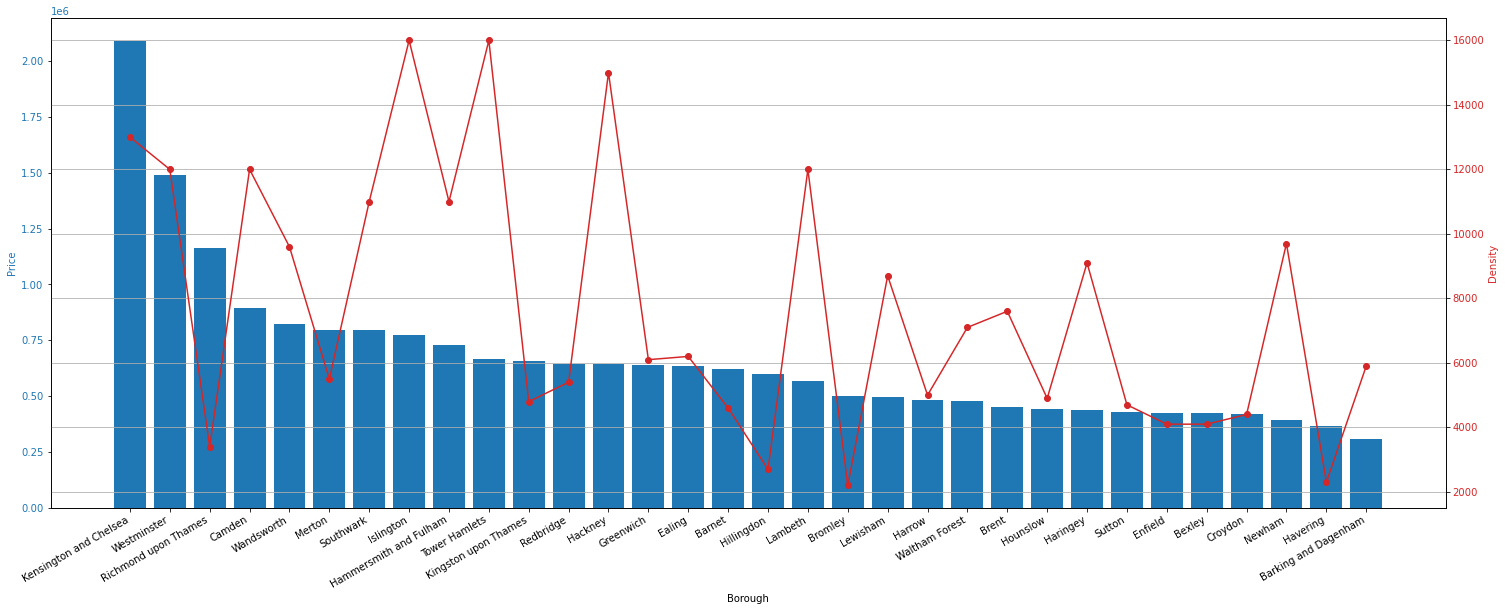 1e6
2.00
1.75
1.50
1.25
1.00
0.75
0.50
0.25
0.00
Price
16000
14000
12000
10000
8000
6000
4000
2000
Density
Kensington and Chelsea
Westminster
Richmond upon Thames
Camden
Wandsworth
Merton
Southwark
Islington
Hammersmith and Fulham
Tower Hamlets
Kingston upon Thames
Redbridge
Hackney
Greenwich
Ealing
Barnet
Hillingdon
Lambeth
Bromley
Lewisham
Harrow
Waltham Forest
Brent
Hounslow
Haringey
Sutton
Enfield
Bexley
Croydon
Newham
Havering
Barking and Dagenham
Borough